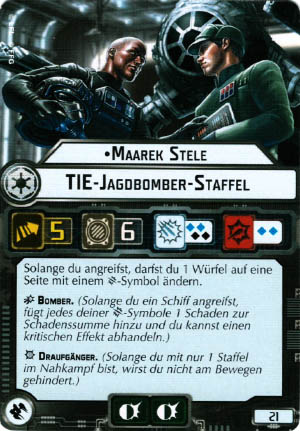 •Maarek Stele
TIE-Jagdbomber-Staffel
5
6
Solange du angreifst, darfst du 1 Würfel auf eine
Seite mit einem -Symbol ändern.
Bomber. (Solange du ein Schiff angreifst,
fügt jedes deiner -Symbole 1 Schaden zur
Schadenssumme hinzu und du kannst einen
kritischen Effekt abhandeln.)
Draufgänger. (Solange du mit nur 1 Staffel
im Nahkampf bist, wirst du nicht am Bewegen
gehindert.)
21